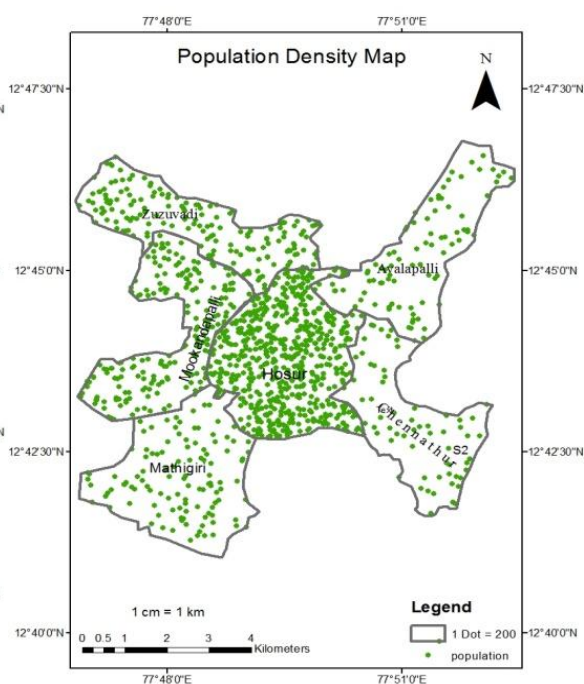 77°48'0"E
77°51'0"E
Population Density Map
N
12°47'30"N
12°47'30"N
Zuzuvadi
Ayalapalli
12°45'0"N
12°45'0"N
Mookandapalli
Hosur
Chennathur
12°42'30"N
12°42'30"N
S2
Mathigiri
1 cm = 1 km
Legend
0 0.5 1 2 3 4
Kilometers
1 Dot = 200
population
12°40'0"N
12°40'0"N
77°48'0"E
77°51'0"E